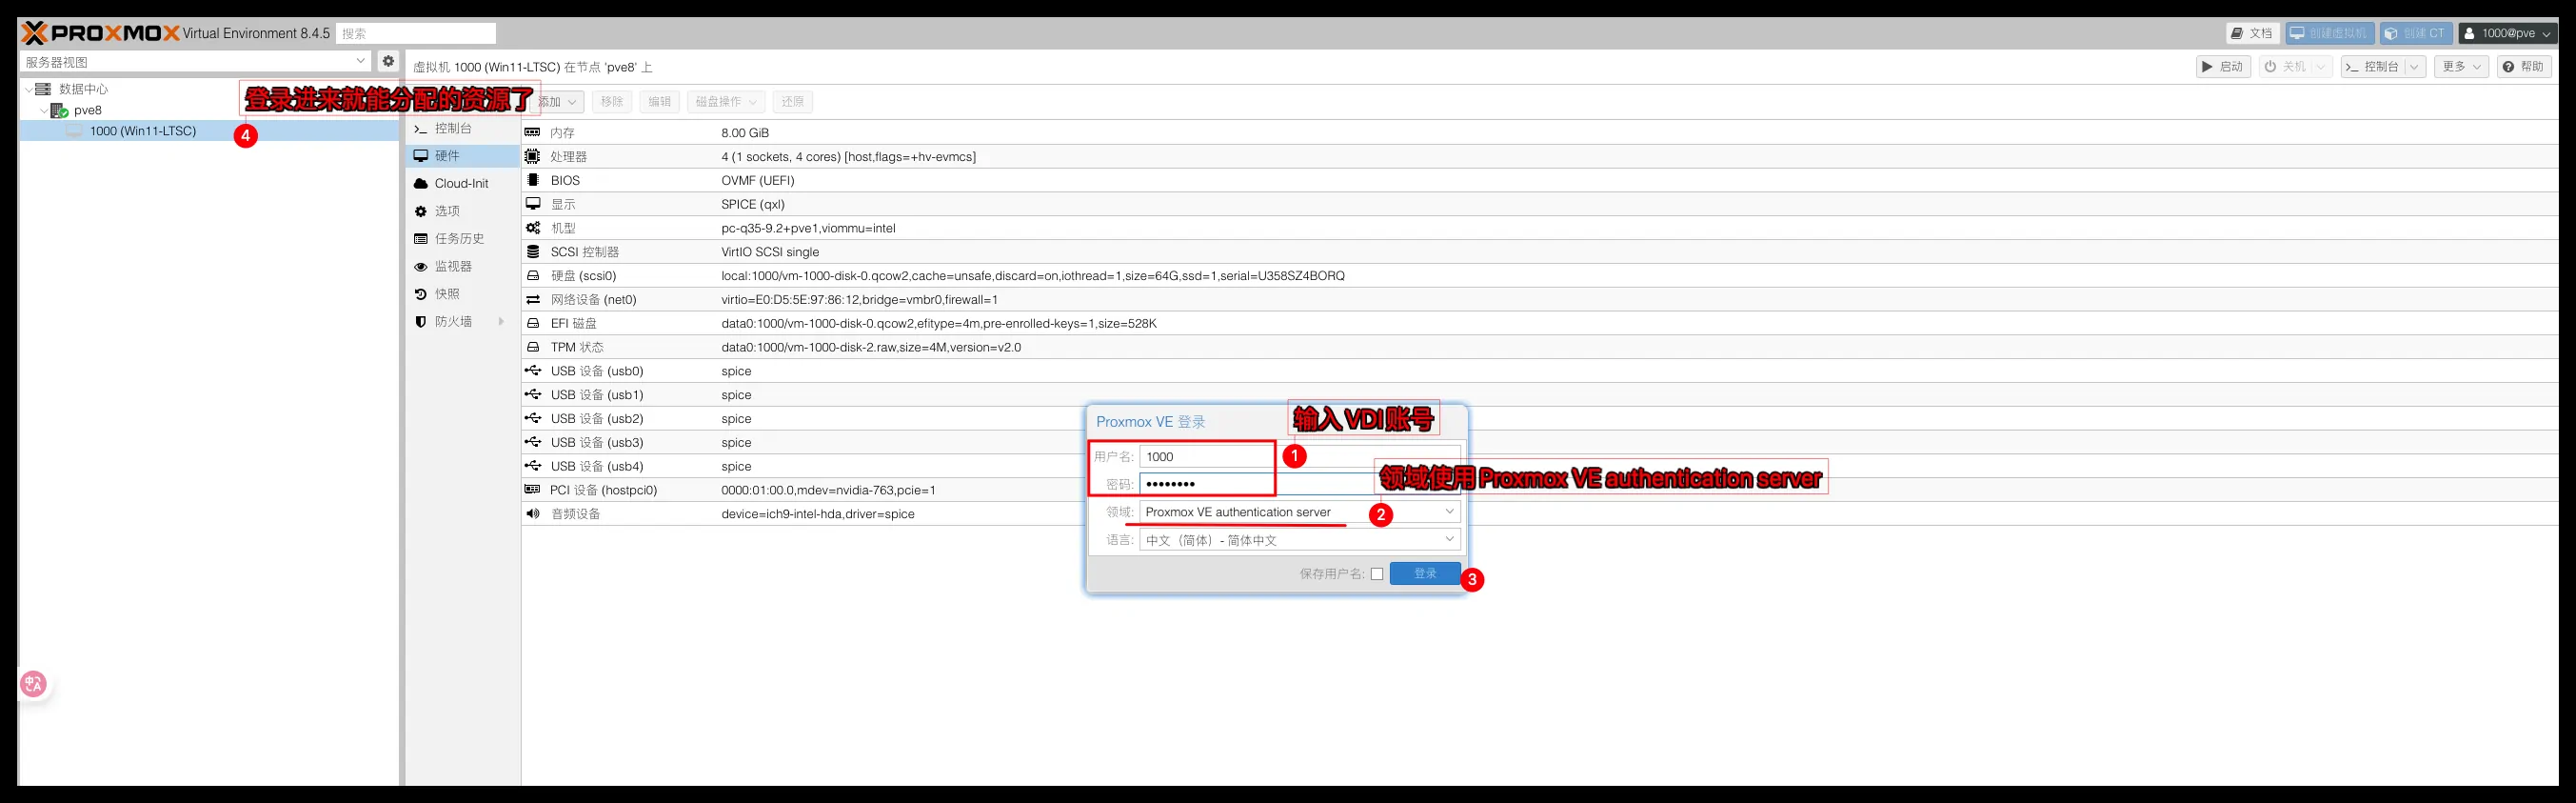 PROXMOX Virtual Environment 8.4.5 搜索 文档 创建虚拟机 创建 CT 1000@pve
服务器视图
虚拟机 1000 (Win11-LTSC) 在节点 'pve8' 上 启动 关机 控制台 更多 帮助
数据中心
pve8
1000 (Win11-LTSC)
登录进来就能分配的资源了
4
添加 移除 编辑 磁盘操作 还原
控制台
硬件
Cloud-Init
选项
任务历史
监视器
快照
防火墙
内存 8.00 GiB
处理器 4 (1 sockets, 4 cores) [host,flags=+hv-evmcs]
BIOS OVMF (UEFI)
显示 SPICE (qxl)
机型 pc-q35-9.2+pve1,viommu=intel
SCSI 控制器 VirtIO SCSI single
硬盘 (scsi0) local:1000/vm-1000-disk-0.qcow2,cache=unsafe,discard=on,iothread=1,size=64G,ssd=1,serial=U358SZ4BORQ
网络设备 (net0) virtio=E0:D5:5E:97:86:12,bridge=vmbr0,firewall=1
EFI 磁盘 data0:1000/vm-1000-disk-0.qcow2,efitype=4m,pre-enrolled-keys=1,size=528K
TPM 状态 data0:1000/vm-1000-disk-2.raw,size=4M,version=v2.0
USB 设备 (usb0) spice
USB 设备 (usb1) spice
USB 设备 (usb2) spice
USB 设备 (usb3) spice
USB 设备 (usb4) spice
PCI 设备 (hostpci0) 0000:01:00.0,mdev=nvidia-763,pcie=1
音频设备 device=ich9-intel-hda,driver=spice
Proxmox VE 登录
输入 VDI 账号
用户名: 1000
1
密码: ••••••••
领域使用 Proxmox VE authentication server
领域: Proxmox VE authentication server
2
语言: 中文（简体）- 简体中文
保存用户名: 登录
3
中 A